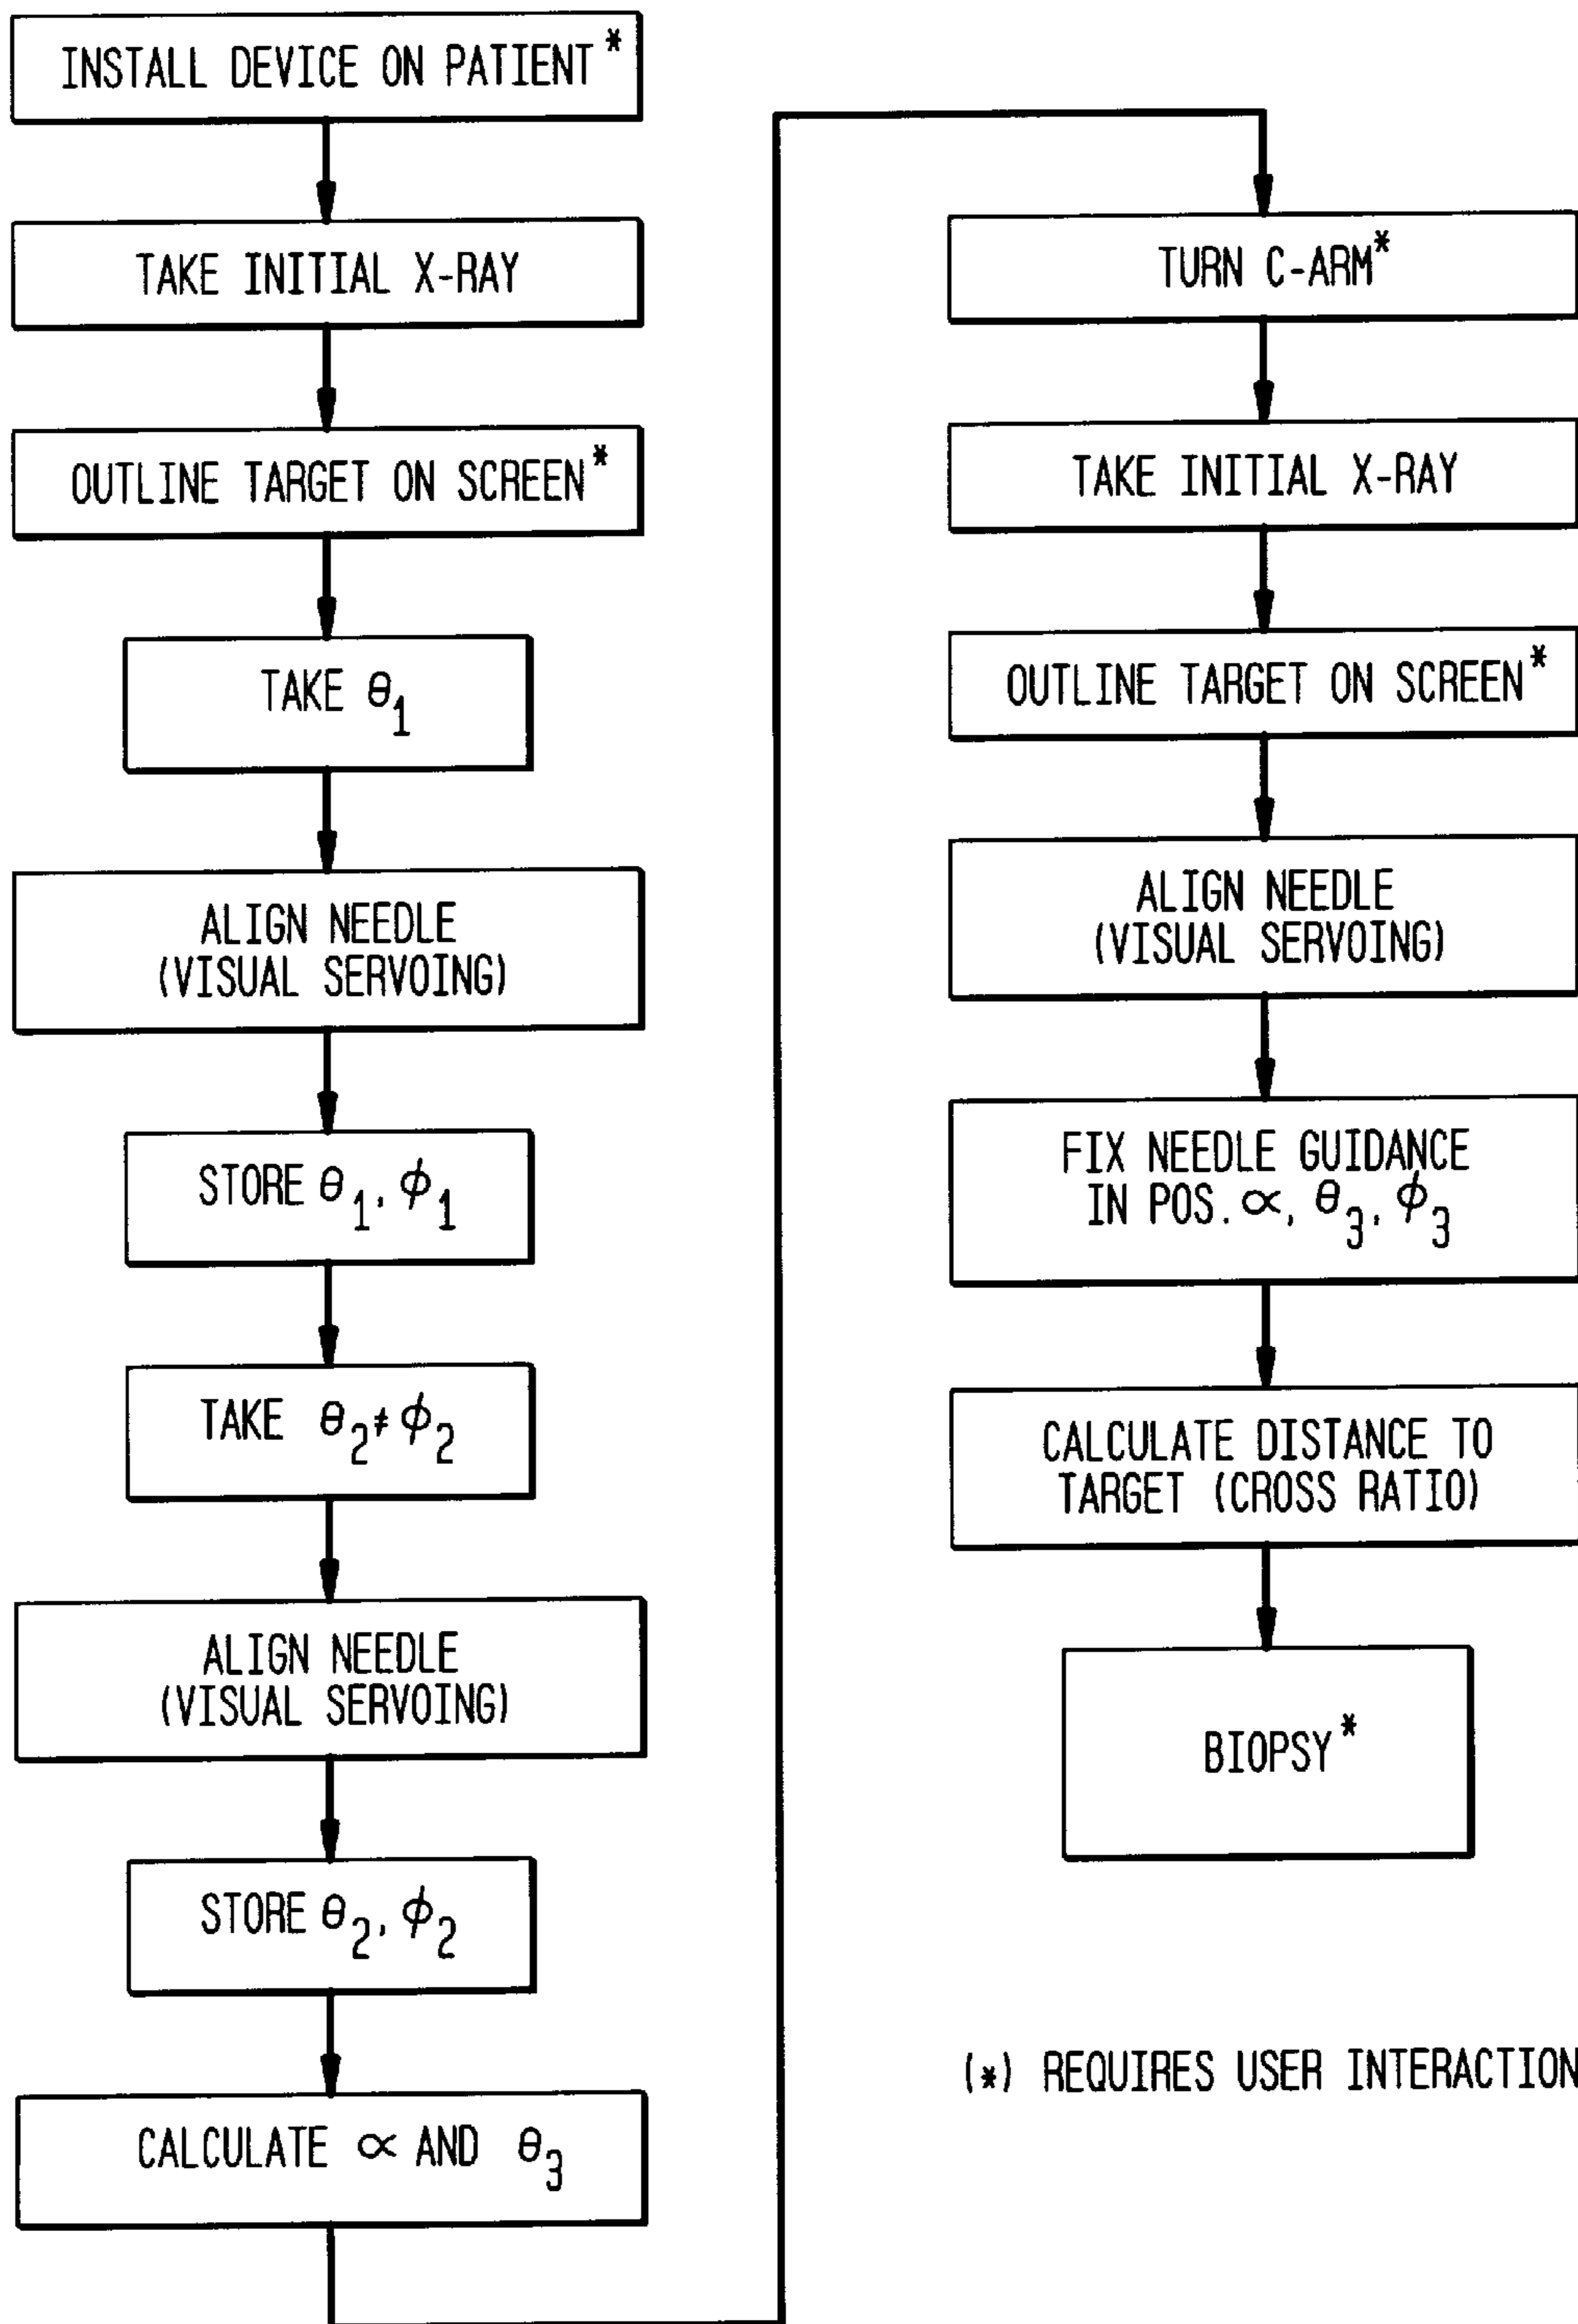 INSTALL DEVICE ON PATIENT*
TAKE INITIAL X-RAY
OUTLINE TARGET ON SCREEN*
TAKE θ₁
ALIGN NEEDLE
(VISUAL SERVOING)
STORE θ₁, ϕ₁
TAKE θ₂ ≠ ϕ₂
ALIGN NEEDLE
(VISUAL SERVOING)
STORE θ₂, ϕ₂
CALCULATE ∝ AND θ₃
TURN C-ARM*
TAKE INITIAL X-RAY
OUTLINE TARGET ON SCREEN*
ALIGN NEEDLE
(VISUAL SERVOING)
FIX NEEDLE GUIDANCE
IN POS. ∝, θ₃, ϕ₃
CALCULATE DISTANCE TO
TARGET (CROSS RATIO)
BIOPSY*
(*) REQUIRES USER INTERACTION